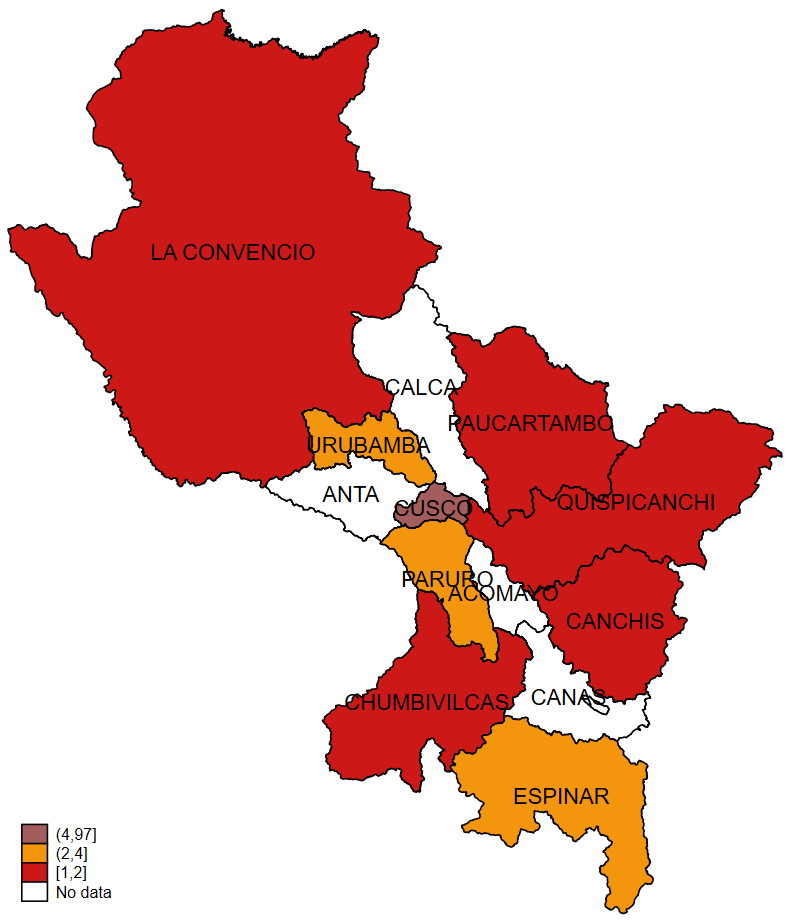 LA CONVENCIO
CALCA
PAUCARTAMBO
URUBAMBA
ANTA
CUSCO
QUISPICANCHI
PARURO
ACOMAYO
CANCHIS
CHUMBIVILCAS
CANAS
ESPINAR
(4,97]
(2,4]
[1,2]
No data